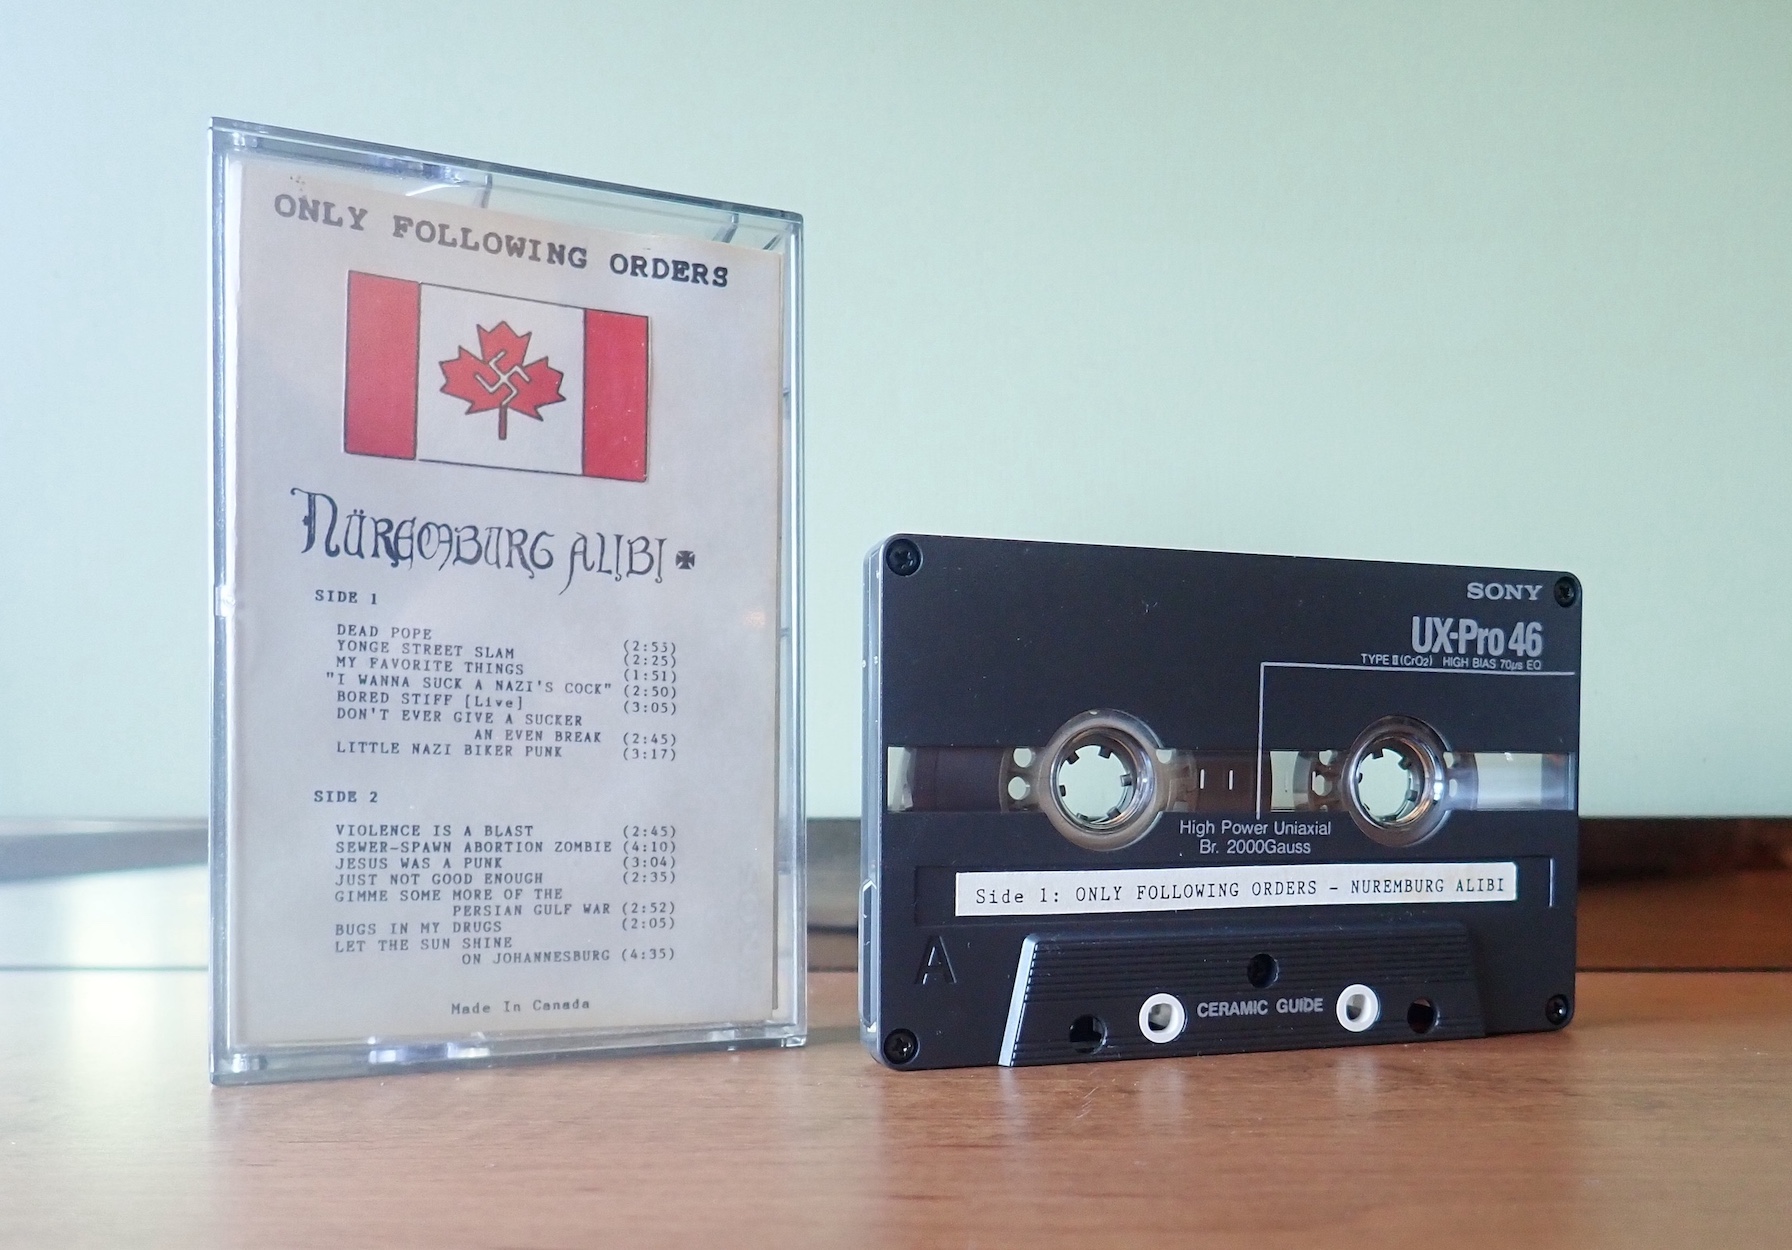 ONLY FOLLOWING ORDERS
NÜREMBURG ALIBI
SIDE 1
DEAD POPE (2:53)
YONGE STREET SLAM (2:25)
MY FAVORITE THINGS (1:51)
"I WANNA SUCK A NAZI'S COCK" (2:50)
BORED STIFF [Live] (3:05)
DON'T EVER GIVE A SUCKER
AN EVEN BREAK (2:45)
LITTLE NAZI BIKER PUNK (3:17)
SIDE 2
VIOLENCE IS A BLAST (2:45)
SEWER-SPAWN ABORTION ZOMBIE (4:10)
JESUS WAS A PUNK (3:04)
JUST NOT GOOD ENOUGH (2:35)
GIMME SOME MORE OF THE
PERSIAN GULF WAR (2:52)
BUGS IN MY DRUGS (2:05)
LET THE SUN SHINE
ON JOHANNESBURG (4:35)
Made In Canada
SONY
UX-Pro 46
TYPE II (CrO2) HIGH BIAS 70µs EQ
High Power Uniaxial
Br. 2000Gauss
Side 1: ONLY FOLLOWING ORDERS - NUREMBURG ALIBI
A
CERAMIC GUIDE